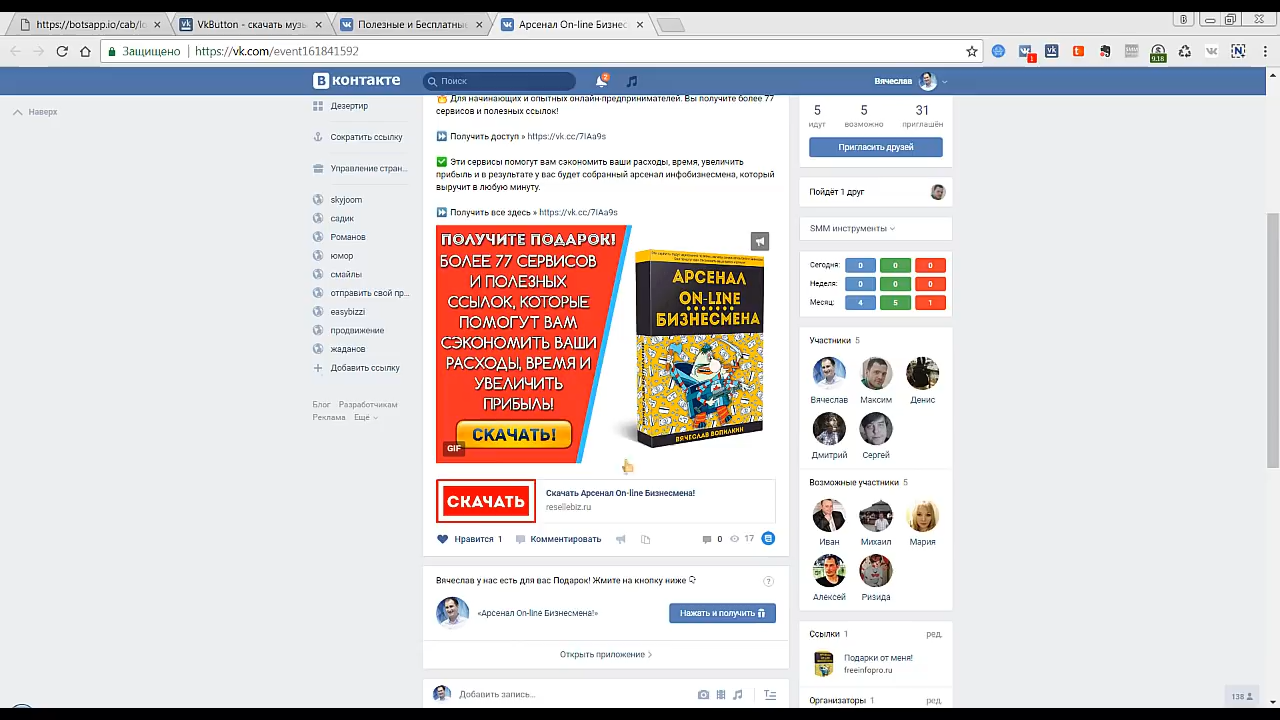 https://botsapp.io/cab/lo
VkButton - скачать музы
Полезные и Бесплатные
Арсенал On-line Бизнес
Защищено
https://vk.com/event161841592
1
9.18
Вконтакте
Поиск
2
Вячеслав
Наверх
Дезертир
Сократить ссылку
Управление стран...
skyjoom
садик
Романов
юмор
смайлы
отправить свой пр...
easybizzi
продвижение
жаданов
Добавить ссылку
Блог Разработчикам
Реклама Ещё
Для начинающих и опытных онлайн-предпринимателей. Вы получите более 77
сервисов и полезных ссылок!
Получить доступ » https://vk.cc/7IAa9s
Эти сервисы помогут вам сэкономить ваши расходы, время, увеличить
прибыль и в результате у вас будет собранный арсенал инфобизнесмена, который
выручит в любую минуту.
Получить все здесь » https://vk.cc/7IAa9s
ПОЛУЧИТЕ ПОДАРОК!
БОЛЕЕ 77 СЕРВИСОВ
И ПОЛЕЗНЫХ
ССЫЛОК, КОТОРЫЕ
ПОМОГУТ ВАМ
СЭКОНОМИТЬ ВАШИ
РАСХОДЫ, ВРЕМЯ И
УВЕЛИЧИТЬ
ПРИБЫЛЬ!
СКАЧАТЬ!
GIF
АРСЕНАЛ
ON-LINE
БИЗНЕСМЕНА
ВЯЧЕСЛАВ ВОПИЛКИН
СКАЧАТЬ
Скачать Арсенал On-line Бизнесмена!
resellebiz.ru
Нравится 1
Комментировать
0
17
Вячеслав у нас есть для вас Подарок! Жмите на кнопку ниже
?
«Арсенал On-line Бизнесмена!»
Нажать и получить
Открыть приложение
Добавить запись...
5 5 31
идут возможно приглашён
Пригласить друзей
Пойдёт 1 друг
SMM инструменты
Сегодня: 0 0 0
Неделя: 0 0 0
Месяц: 4 5 1
Участники 5
Вячеслав Максим Денис
Дмитрий Сергей
Возможные участники 5
Иван Михаил Мария
Алексей Ризида
Ссылки 1 ред.
Подарки от меня!
freeinfopro.ru
Организаторы 1 ред.
138